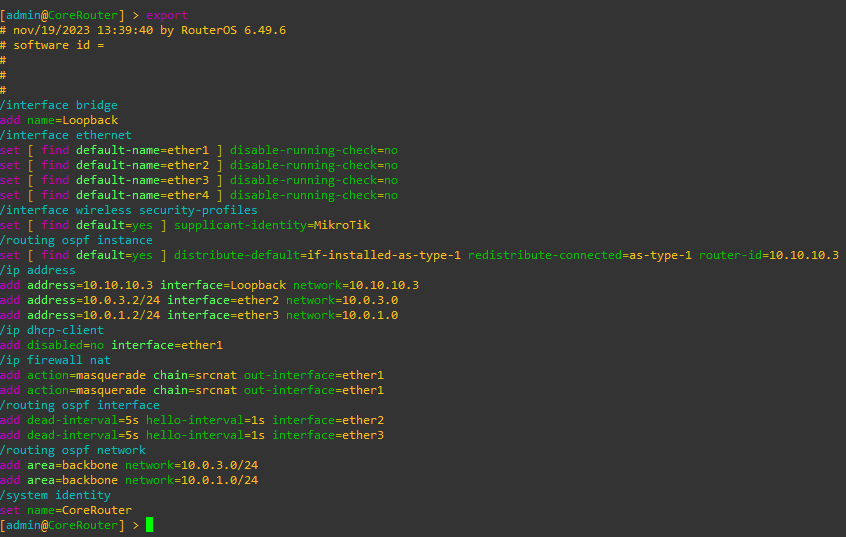 [admin@CoreRouter] > export
# nov/19/2023 13:39:40 by RouterOS 6.49.6
# software id =
#
#
#
/interface bridge
add name=Loopback
/interface ethernet
set [ find default-name=ether1 ] disable-running-check=no
set [ find default-name=ether2 ] disable-running-check=no
set [ find default-name=ether3 ] disable-running-check=no
set [ find default-name=ether4 ] disable-running-check=no
/interface wireless security-profiles
set [ find default=yes ] supplicant-identity=MikroTik
/routing ospf instance
set [ find default=yes ] distribute-default=if-installed-as-type-1 redistribute-connected=as-type-1 router-id=10.10.10.3
/ip address
add address=10.10.10.3 interface=Loopback network=10.10.10.3
add address=10.0.3.2/24 interface=ether2 network=10.0.3.0
add address=10.0.1.2/24 interface=ether3 network=10.0.1.0
/ip dhcp-client
add disabled=no interface=ether1
/ip firewall nat
add action=masquerade chain=srcnat out-interface=ether1
add action=masquerade chain=srcnat out-interface=ether1
/routing ospf interface
add dead-interval=5s hello-interval=1s interface=ether2
add dead-interval=5s hello-interval=1s interface=ether3
/routing ospf network
add area=backbone network=10.0.3.0/24
add area=backbone network=10.0.1.0/24
/system identity
set name=CoreRouter
[admin@CoreRouter] >